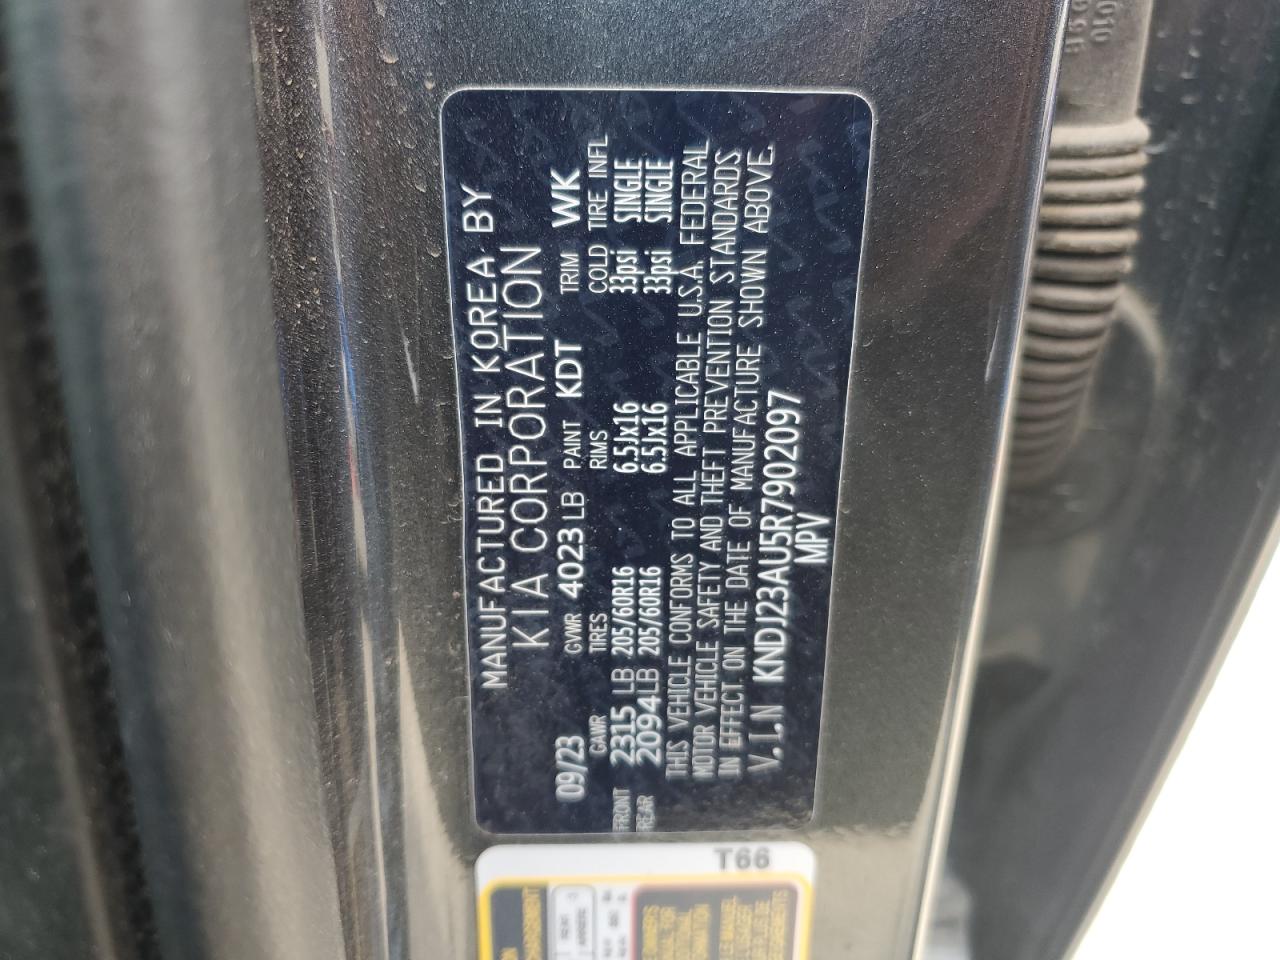 MANUFACTURED IN KOREA BY
KIA CORPORATION
09/23 GVWR 4023 LB PAINT KDT TRIM WK
GAWR TIRES RIMS COLD TIRE INFL
FRONT 2315 LB 205/60R16 6.5Jx16 33psi SINGLE
REAR 2094LB 205/60R16 6.5Jx16 33psi SINGLE
THIS VEHICLE CONFORMS TO ALL APPLICABLE U.S.A. FEDERAL
MOTOR VEHICLE SAFETY AND THEFT PREVENTION STANDARDS
IN EFFECT ON THE DATE OF MANUFACTURE SHOWN ABOVE.
V.I.N KNDJ23AU5R7902097
MPV
T66